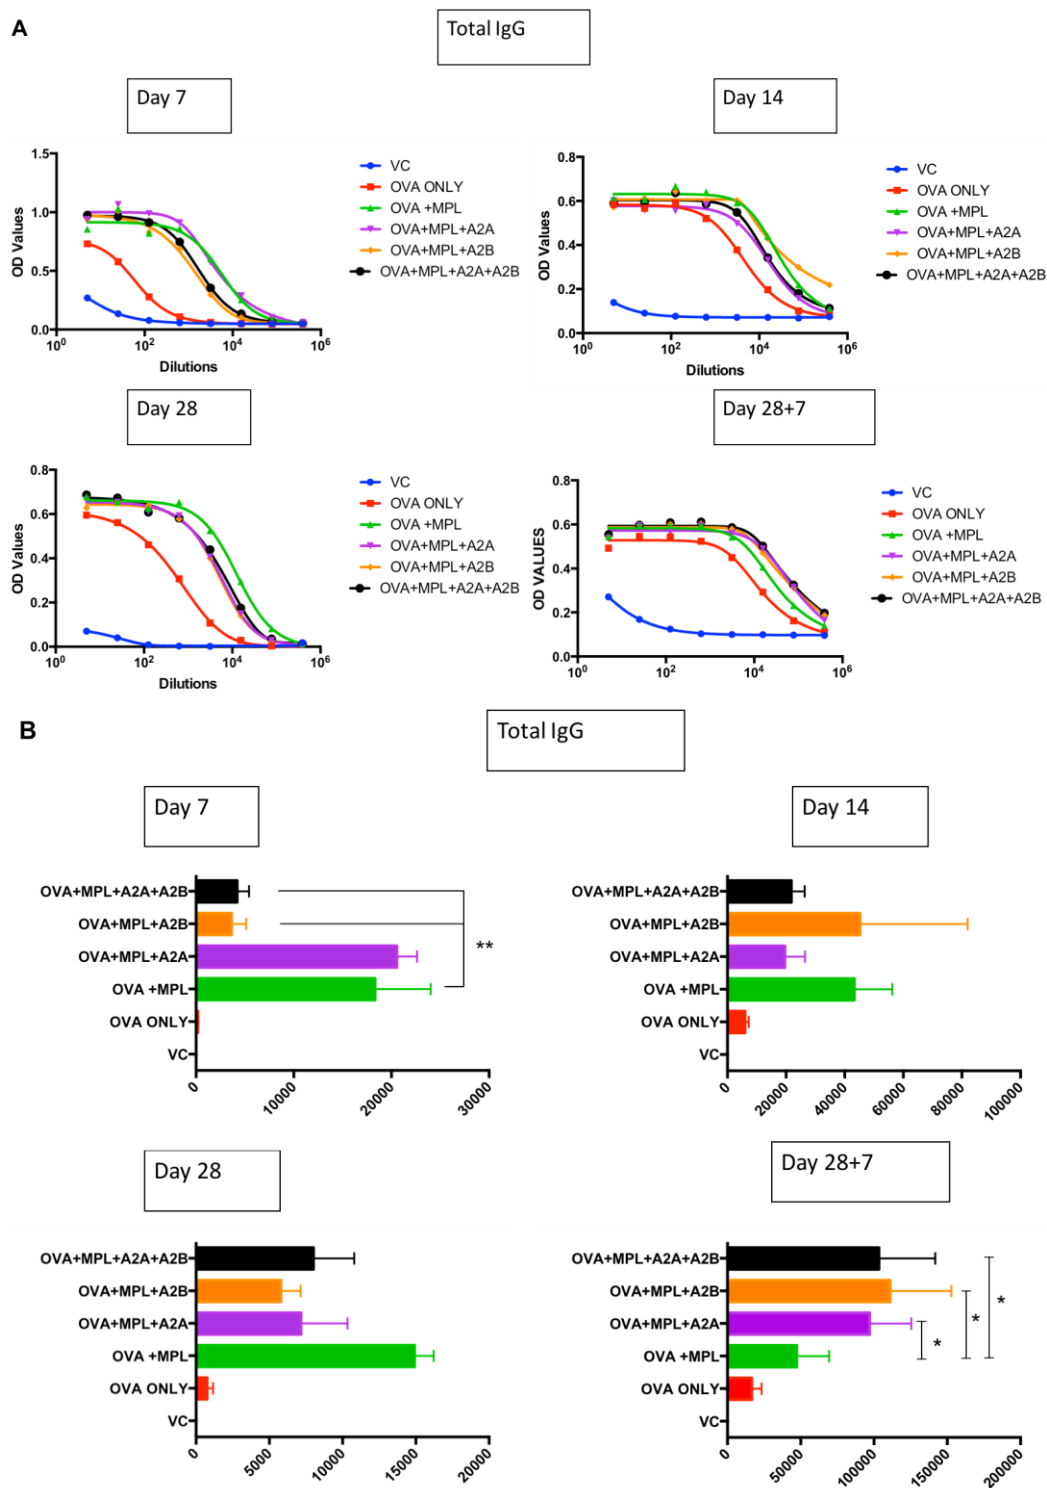 A
Total IgG
Day 7
Day 14
1.5
1.0
0.5
0.0
OD Values
10^0 10^2 10^4 10^6
Dilutions
VC
OVA ONLY
OVA +MPL
OVA+MPL+A2A
OVA+MPL+A2B
OVA+MPL+A2A+A2B
0.8
0.6
0.4
0.2
0.0
OD Values
10^0 10^2 10^4 10^6
Dilutions
VC
OVA ONLY
OVA +MPL
OVA+MPL+A2A
OVA+MPL+A2B
OVA+MPL+A2A+A2B
Day 28
Day 28+7
0.8
0.6
0.4
0.2
0.0
OD Values
10^0 10^2 10^4 10^6
Dilutions
VC
OVA ONLY
OVA +MPL
OVA+MPL+A2A
OVA+MPL+A2B
OVA+MPL+A2A+A2B
0.8
0.6
0.4
0.2
0.0
OD VALUES
10^0 10^2 10^4 10^6
Dilutions
VC
OVA ONLY
OVA +MPL
OVA+MPL+A2A
OVA+MPL+A2B
OVA+MPL+A2A+A2B
B
Total IgG
Day 7
Day 14
OVA+MPL+A2A+A2B
OVA+MPL+A2B
OVA+MPL+A2A
OVA +MPL
OVA ONLY
VC
**
0 10000 20000 30000
OVA+MPL+A2A+A2B
OVA+MPL+A2B
OVA+MPL+A2A
OVA +MPL
OVA ONLY
VC
0 20000 40000 60000 80000 100000
Day 28
Day 28+7
OVA+MPL+A2A+A2B
OVA+MPL+A2B
OVA+MPL+A2A
OVA +MPL
OVA ONLY
VC
0 5000 10000 15000 20000
OVA+MPL+A2A+A2B
OVA+MPL+A2B
OVA+MPL+A2A
OVA +MPL
OVA ONLY
VC
* * *
0 50000 100000 150000 200000